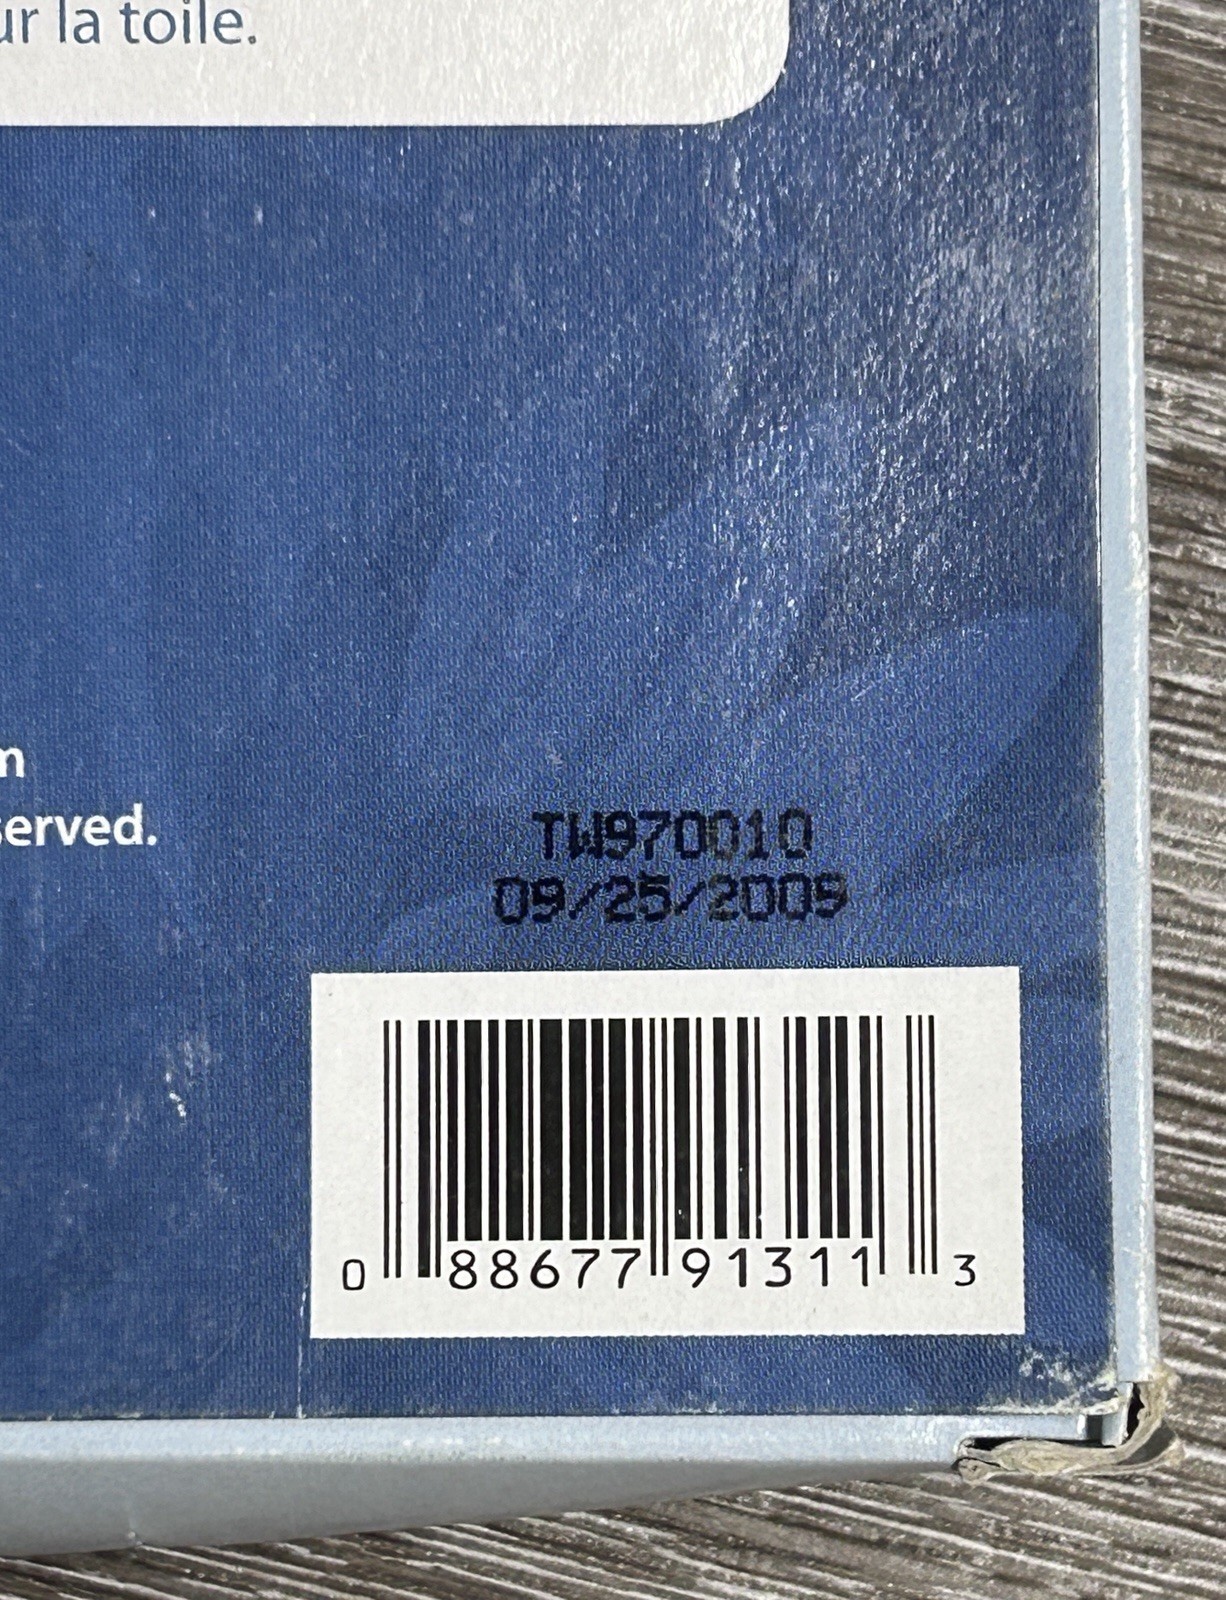 ur la toile.
m
served.
TW970010
09/25/2009
0 88677 91311 3